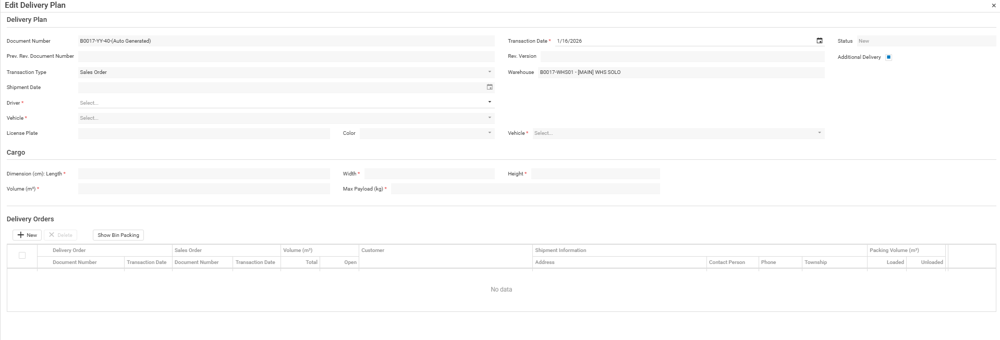 Edit Delivery Plan
Delivery Plan
Document Number B0017-YY-40-(Auto Generated) Transaction Date * 1/16/2026 Status New
Prev. Rev. Document Number Rev. Version Additional Delivery
Transaction Type Sales Order Warehouse B0017-WHS01 - [MAIN] WHS SOLO
Shipment Date
Driver * Select...
Vehicle * Select...
License Plate Color Vehicle * Select...
Cargo
Dimension (cm): Length * Width * Height *
Volume (m³) * Max Payload (kg) *
Delivery Orders
New Delete Show Bin Packing
Delivery Order Sales Order Volume (m³) Customer Shipment Information Packing Volume (m³)
Document Number Transaction Date Document Number Transaction Date Total Open Address Contact Person Phone Township Loaded Unloaded
No data